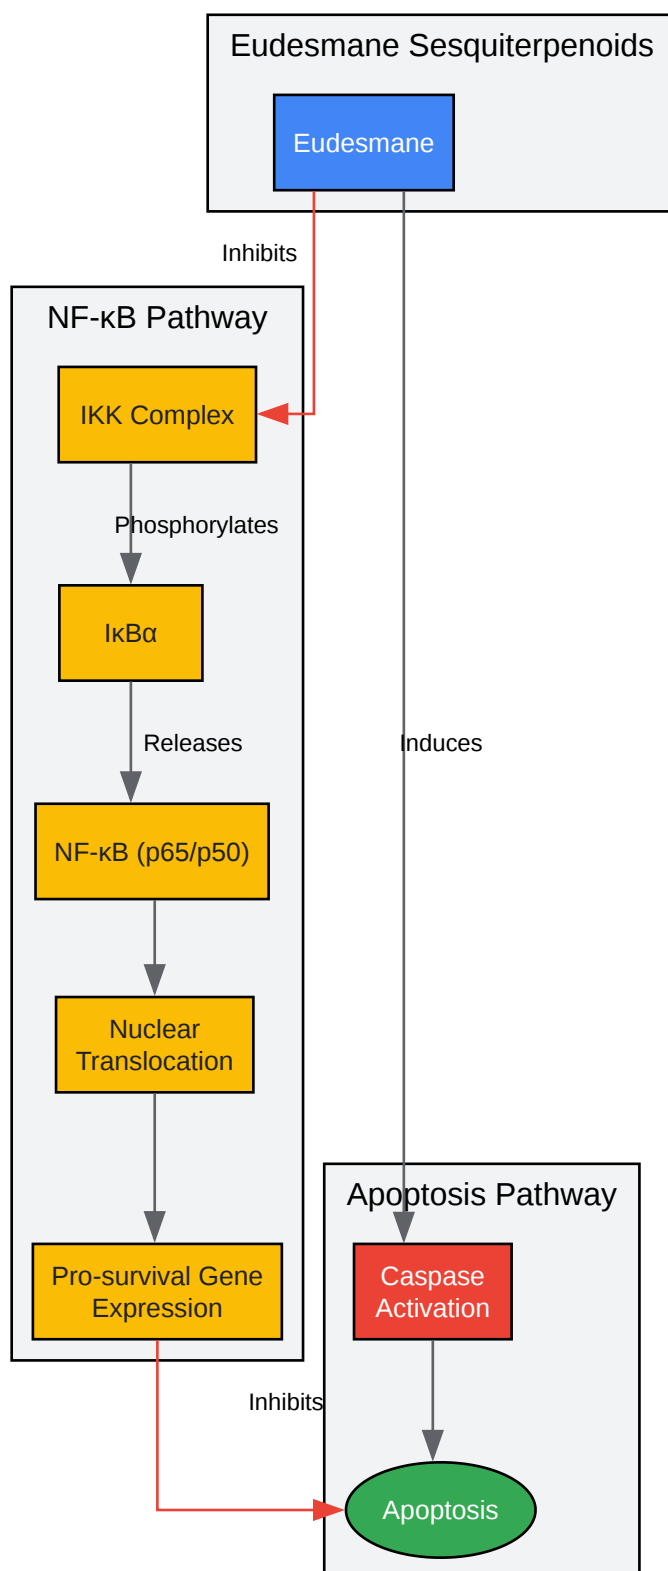 Eudesmane Sesquiterpenoids
Eudesmane
Inhibits
NF-κB Pathway
IKK Complex
Phosphorylates
IκBα
Releases
Induces
NF-κB (p65/p50)
Nuclear
Translocation
Apoptosis Pathway
Pro-survival Gene
Expression
Caspase
Activation
Inhibits
Apoptosis